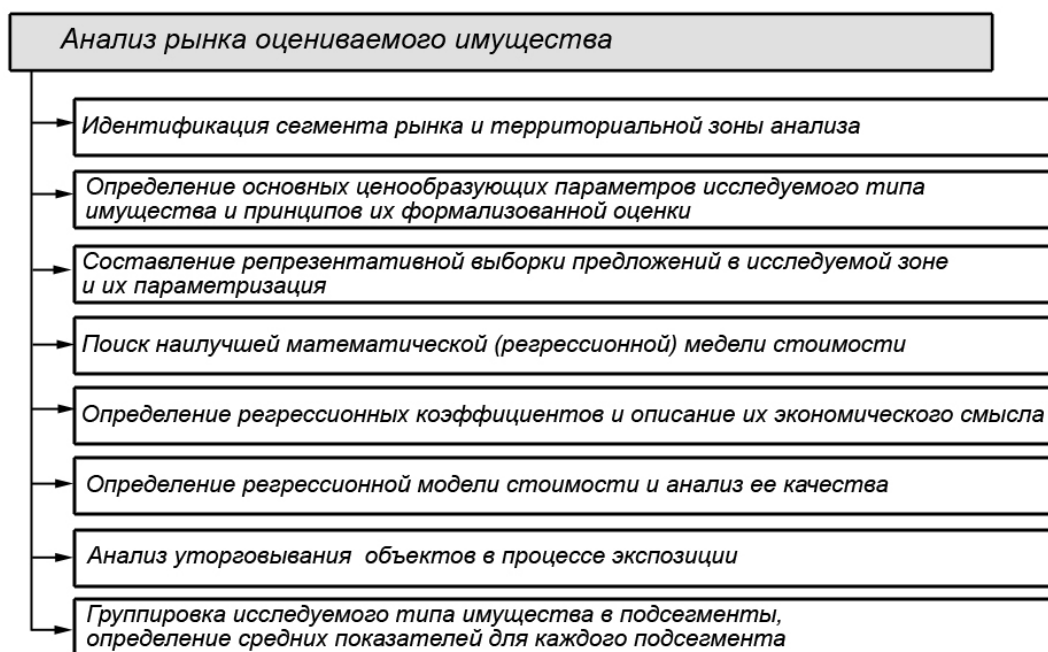 Анализ рынка оцениваемого имущества
Идентификация сегмента рынка и территориальной зоны анализа
Определение основных ценообразующих параметров исследуемого типа
имущества и принципов их формализованной оценки
Составление репрезентативной выборки предложений в исследуемой зоне
и их параметризация
Поиск наилучшей математической (регрессионной) медели стоимости
Определение регрессионных коэффициентов и описание их экономического смысла
Определение регрессионной модели стоимости и анализ ее качества
Анализ уторговывания объектов в процессе экспозиции
Группировка исследуемого типа имущества в подсегменты,
определение средних показателей для каждого подсегмента